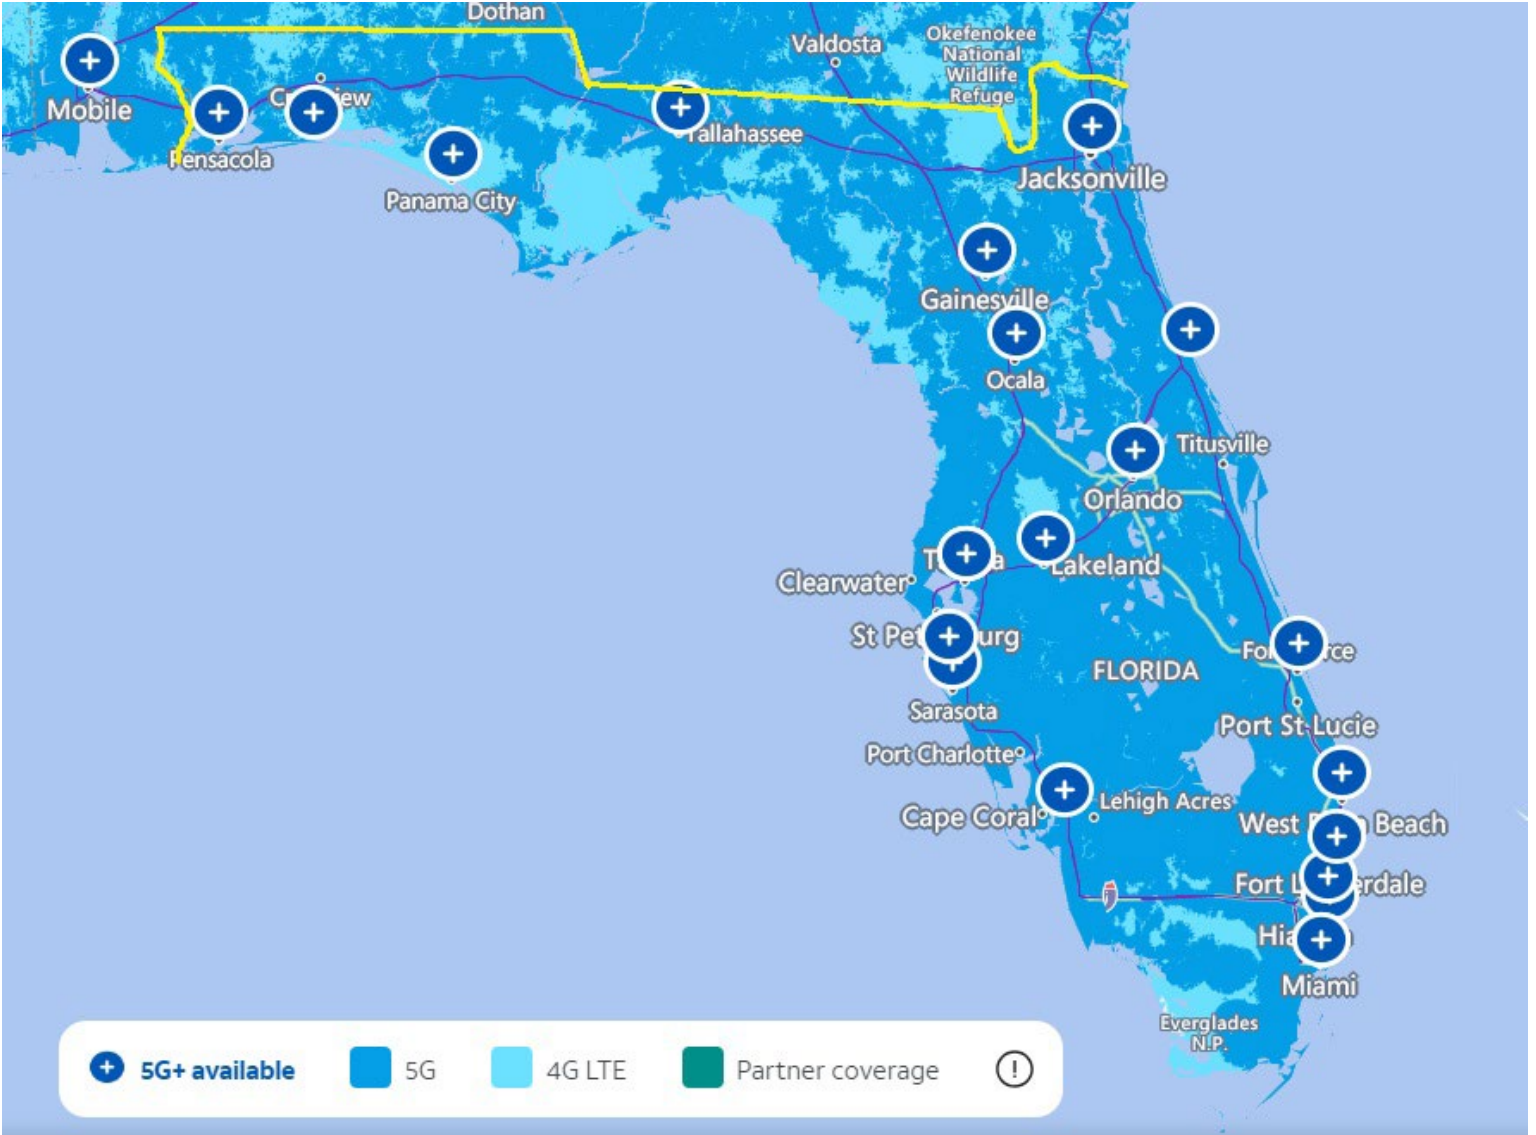 Dothan
Valdosta
Okefenokee
National
Wildlife
Refuge
Mobile
Pensacola
Tallahassee
Panama City
Jacksonville
Gainesville
Ocala
Titusville
Orlando
Clearwater
Lakeland
FLORIDA
Sarasota
Port St Lucie
Port Charlotte
Lehigh Acres
Cape Coral
West Beach
Miami
Everglades
N.P.
5G+ available
5G
4G LTE
Partner coverage